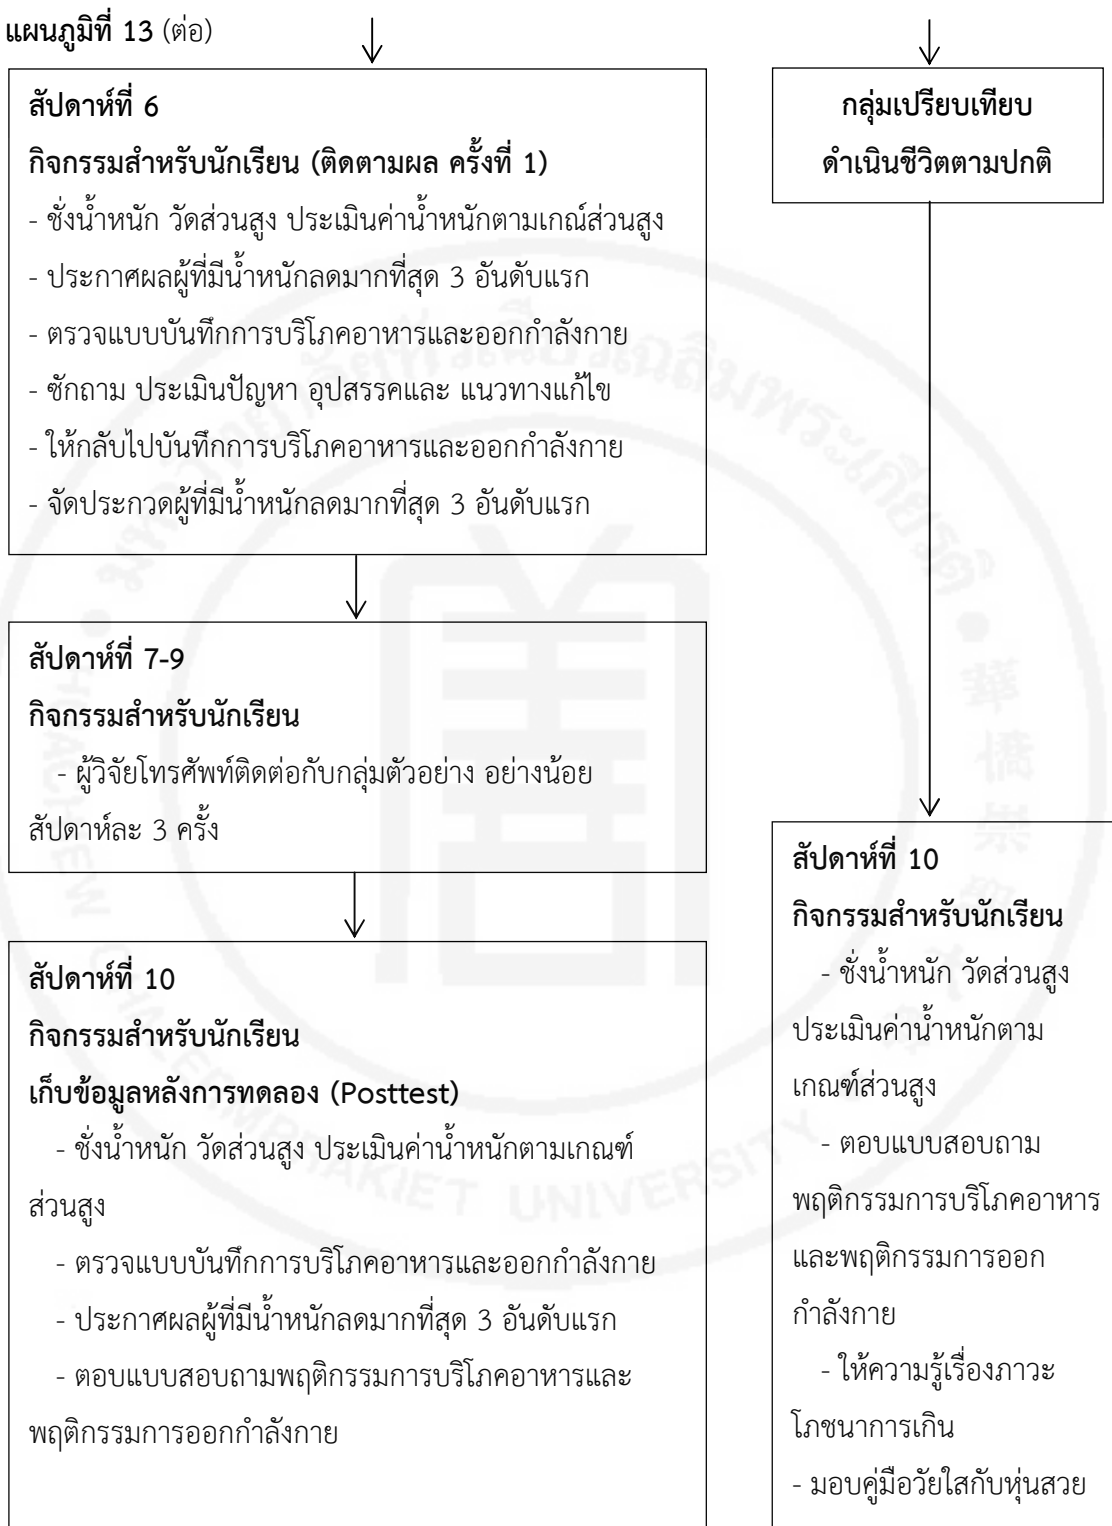 แผนภูมิที่ 13 (ต่อ)
สัปดาห์ที่ 6
กิจกรรมสำหรับนักเรียน (ติดตามผล ครั้งที่ 1)
- ชั่งน้ำหนัก วัดส่วนสูง ประเมินค่าน้ำหนักตามเกณ์ส่วนสูง
- ประกาศผลผู้ที่มีน้ำหนักลดมากที่สุด 3 อันดับแรก
- ตรวจแบบบันทึกการบริโภคอาหารและออกกำลังกาย
- ซักถาม ประเมินปัญหา อุปสรรคและ แนวทางแก้ไข
- ให้กลับไปบันทึกการบริโภคอาหารและออกกำลังกาย
- จัดประกวดผู้ที่มีน้ำหนักลดมากที่สุด 3 อันดับแรก
สัปดาห์ที่ 7-9
กิจกรรมสำหรับนักเรียน
- ผู้วิจัยโทรศัพท์ติดต่อกับกลุ่มตัวอย่าง อย่างน้อย
สัปดาห์ละ 3 ครั้ง
สัปดาห์ที่ 10
กิจกรรมสำหรับนักเรียน
เก็บข้อมูลหลังการทดลอง (Posttest)
- ชั่งน้ำหนัก วัดส่วนสูง ประเมินค่าน้ำหนักตามเกณฑ์
ส่วนสูง
- ตรวจแบบบันทึกการบริโภคอาหารและออกกำลังกาย
- ประกาศผลผู้ที่มีน้ำหนักลดมากที่สุด 3 อันดับแรก
- ตอบแบบสอบถามพฤติกรรมการบริโภคอาหารและ
พฤติกรรมการออกกำลังกาย
กลุ่มเปรียบเทียบ
ดำเนินชีวิตตามปกติ
สัปดาห์ที่ 10
กิจกรรมสำหรับนักเรียน
- ชั่งน้ำหนัก วัดส่วนสูง
ประเมินค่าน้ำหนักตาม
เกณฑ์ส่วนสูง
- ตอบแบบสอบถาม
พฤติกรรมการบริโภคอาหาร
และพฤติกรรมการออก
กำลังกาย
- ให้ความรู้เรื่องภาวะ
โภชนาการเกิน
- มอบคู่มือวัยใสกับหุ่นสวย
มหาวิทยาลัยหัวเฉียวเฉลิมพระเกียรติ
HUACHIEW CHALERMPRAKIET UNIVERSITY